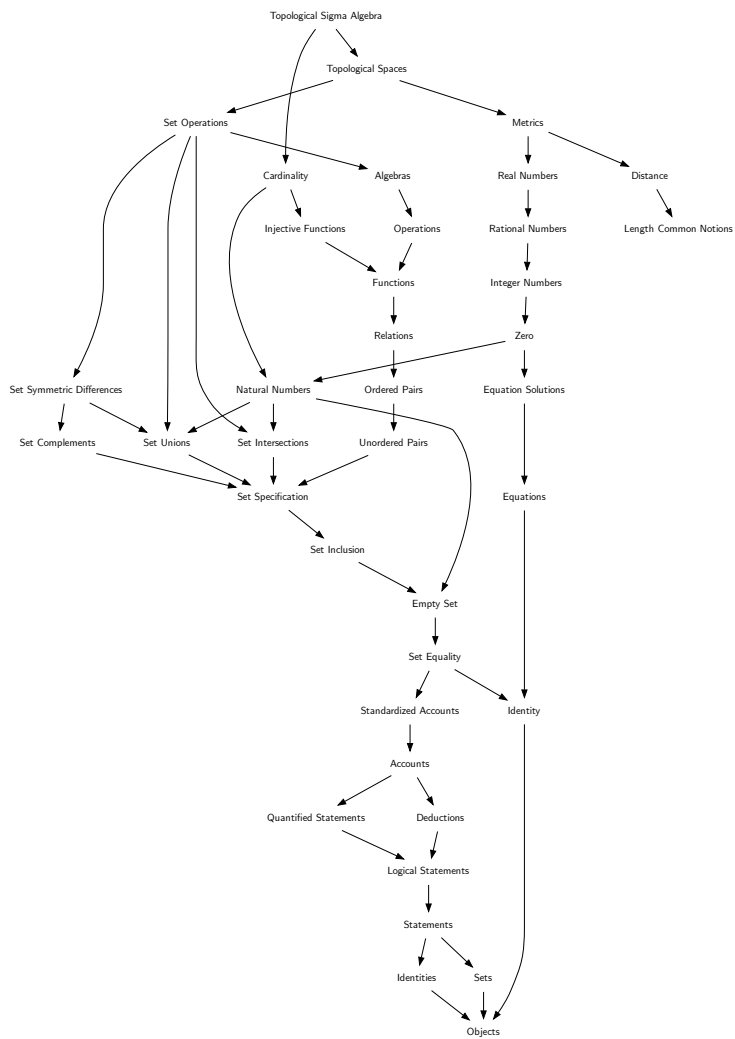 Topological Sigma Algebra
Topological Spaces
Set Operations
Metrics
Cardinality
Algebras
Real Numbers
Distance
Injective Functions
Operations
Rational Numbers
Length Common Notions
Functions
Integer Numbers
Relations
Zero
Set Symmetric Differences
Natural Numbers
Ordered Pairs
Equation Solutions
Set Complements
Set Unions
Set Intersections
Unordered Pairs
Set Specification
Equations
Set Inclusion
Empty Set
Set Equality
Standardized Accounts
Identity
Accounts
Quantified Statements
Deductions
Logical Statements
Statements
Identities
Sets
Objects